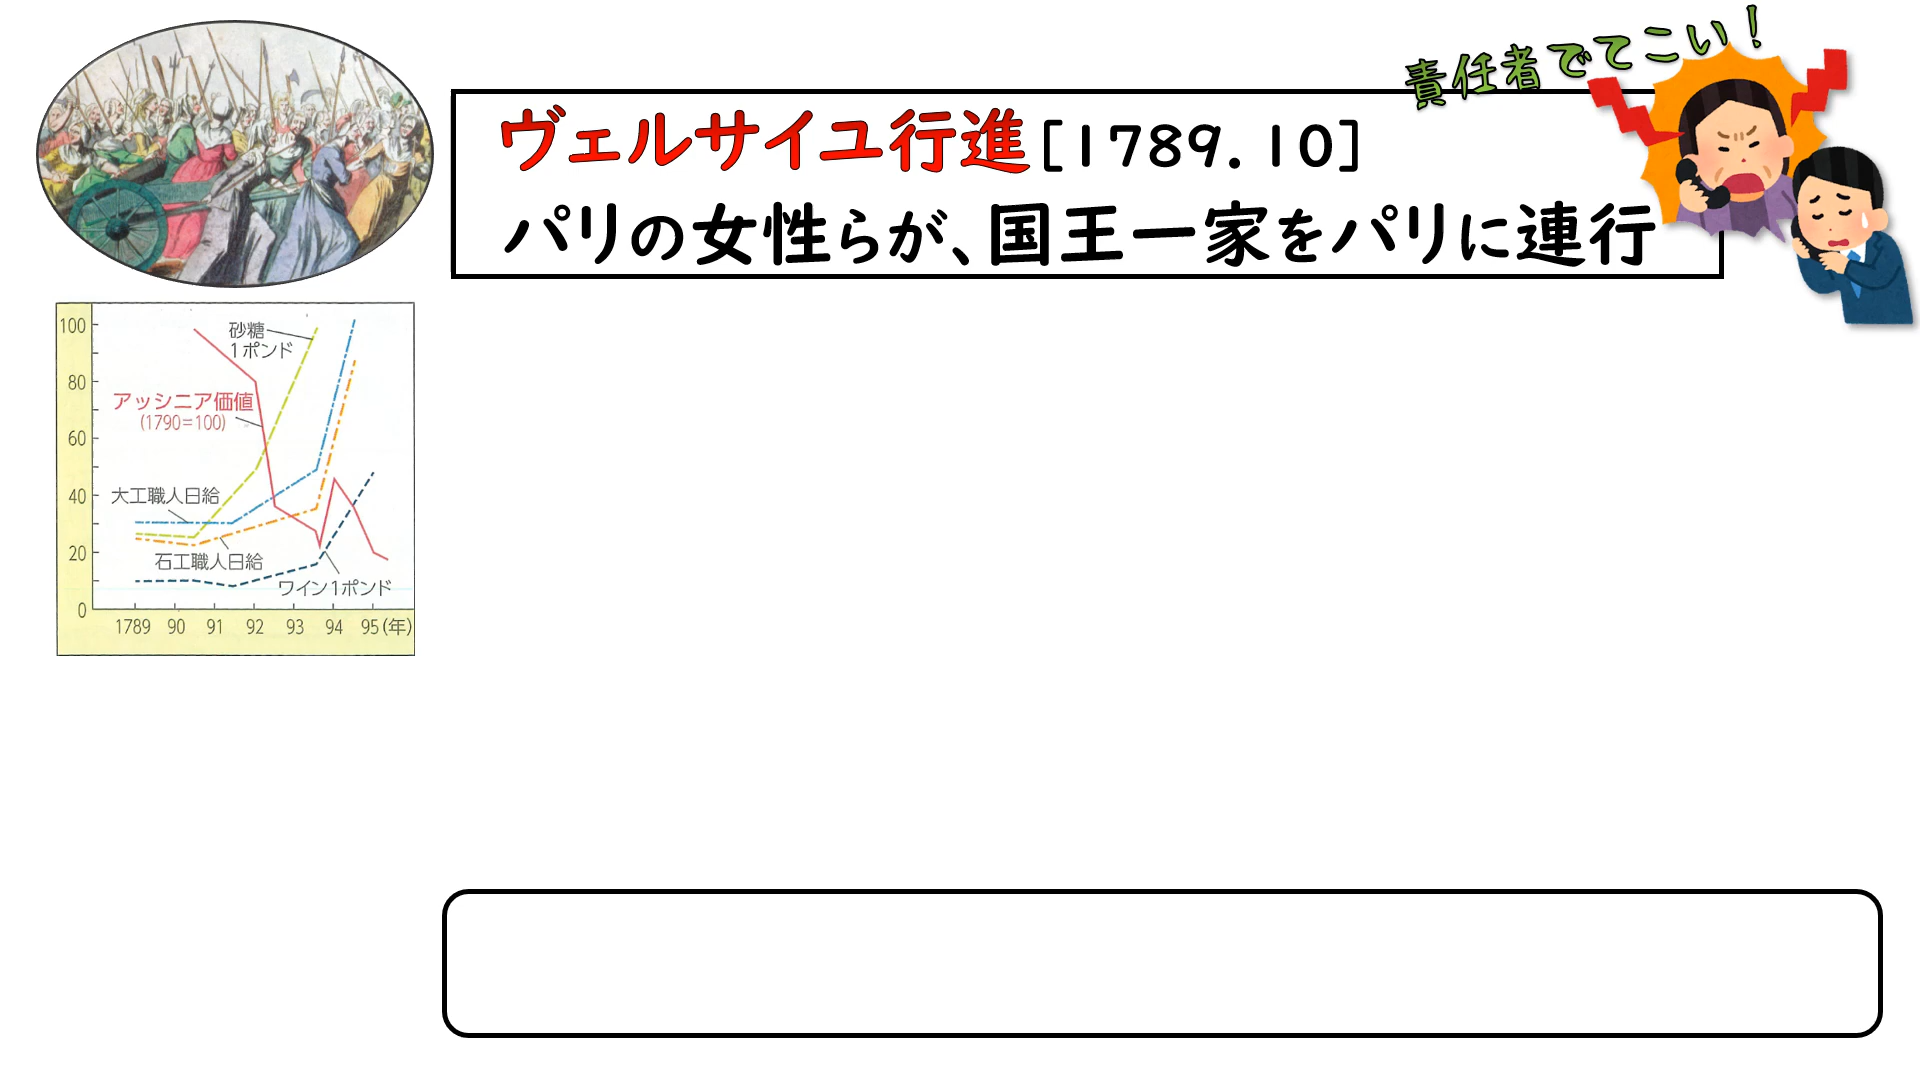 責任者でてこい!
ヴェルサイユ行進[1789.10]
パリの女性らが、国王一家をパリに連行
100
80
60
40
20
0
砂糖
1ポンド
アッシニア価値
(1790=100)
大工職人日給
石工職人日給
ワイン1ポンド
1789 90 91 92 93 94 95(年)